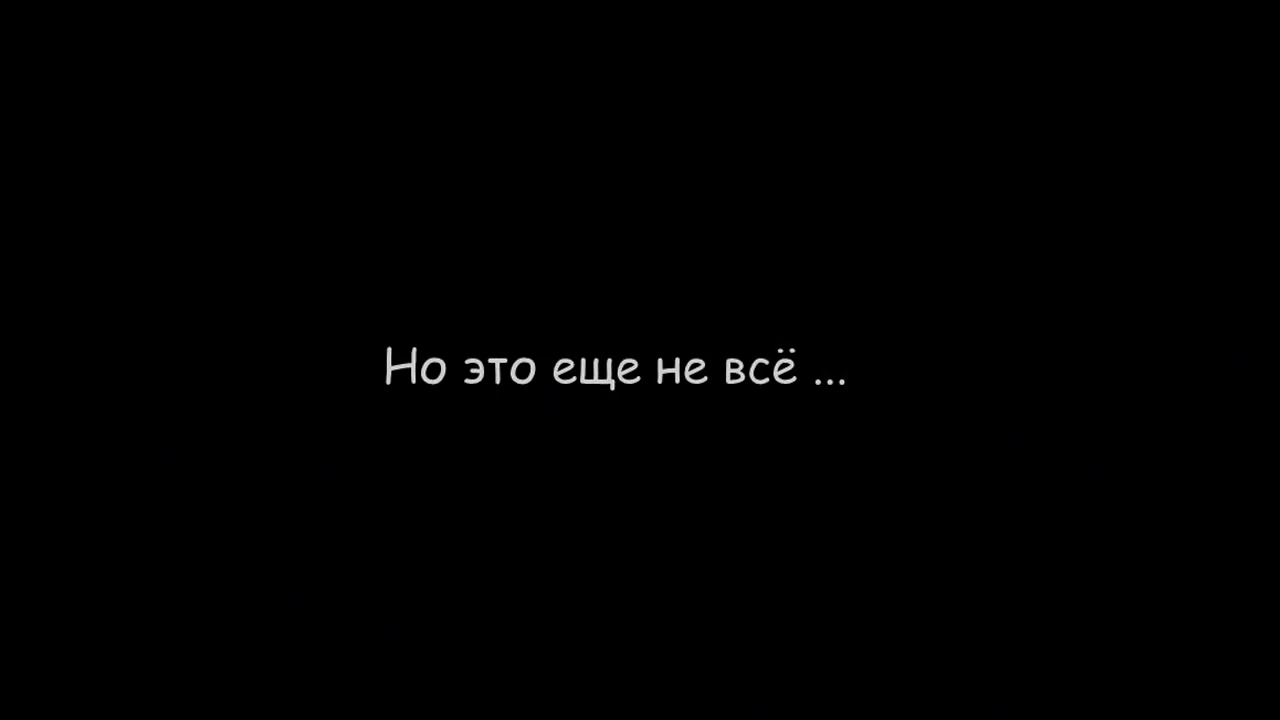 Но это еще не всё ...